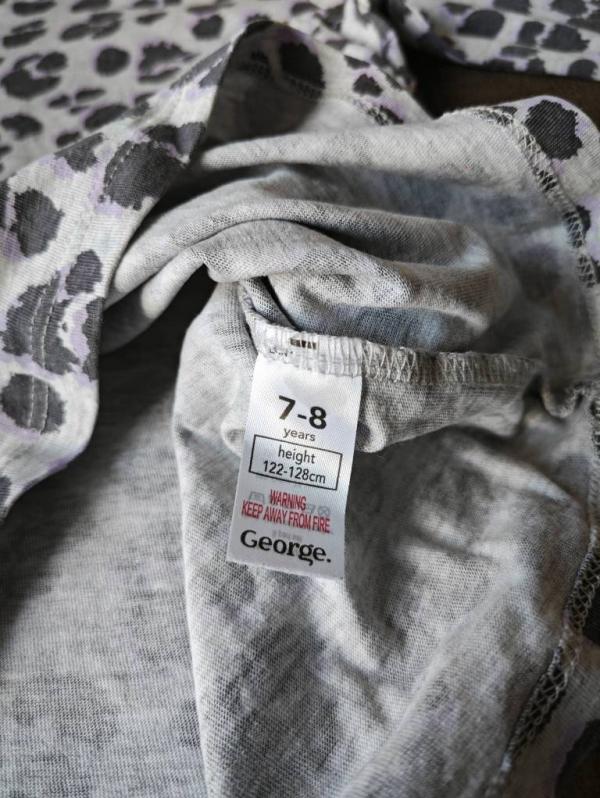 7-8
years
height
122-128cm
WARNING
KEEP AWAY FROM FIRE
George.